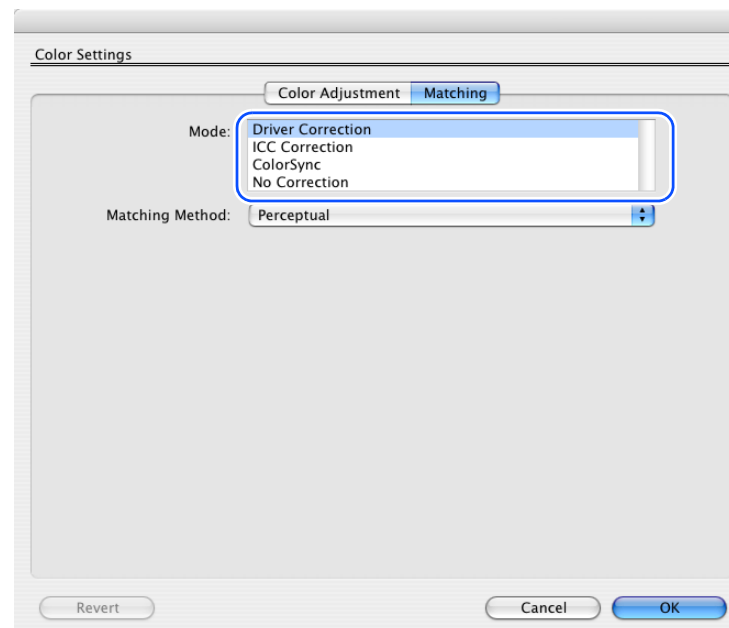 Color Settings
Color Adjustment Matching
Mode: Driver Correction
ICC Correction
ColorSync
No Correction
Matching Method: Perceptual
Revert Cancel OK